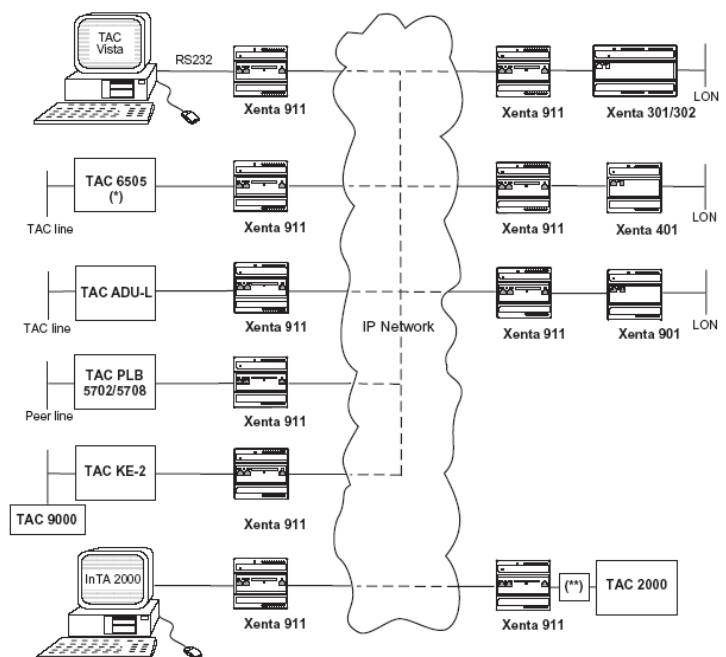 TAC
Vista
RS232
Xenta 911
Xenta 911
Xenta 301/302
LON
TAC 6505
(*)
TAC line
Xenta 911
Xenta 911
Xenta 401
LON
TAC ADU-L
TAC line
Xenta 911
IP Network
Xenta 911
Xenta 901
LON
TAC PLB
5702/5708
Peer line
Xenta 911
TAC KE-2
TAC 9000
Xenta 911
InTA 2000
Xenta 911
Xenta 911
(**)
TAC 2000